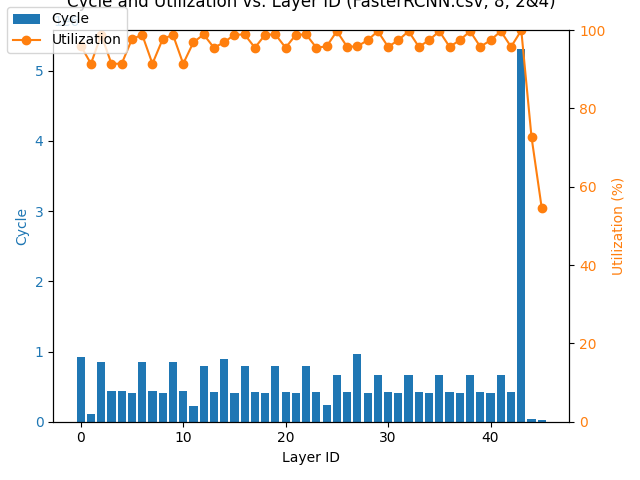 Cycle and Utilization vs. Layer ID (FasterRCNN.csv, 8, 2&4)
Cycle
Utilization
5
4
3
2
1
0
Cycle
100
80
60
40
20
0
Utilization (%)
0 10 20 30 40
Layer ID